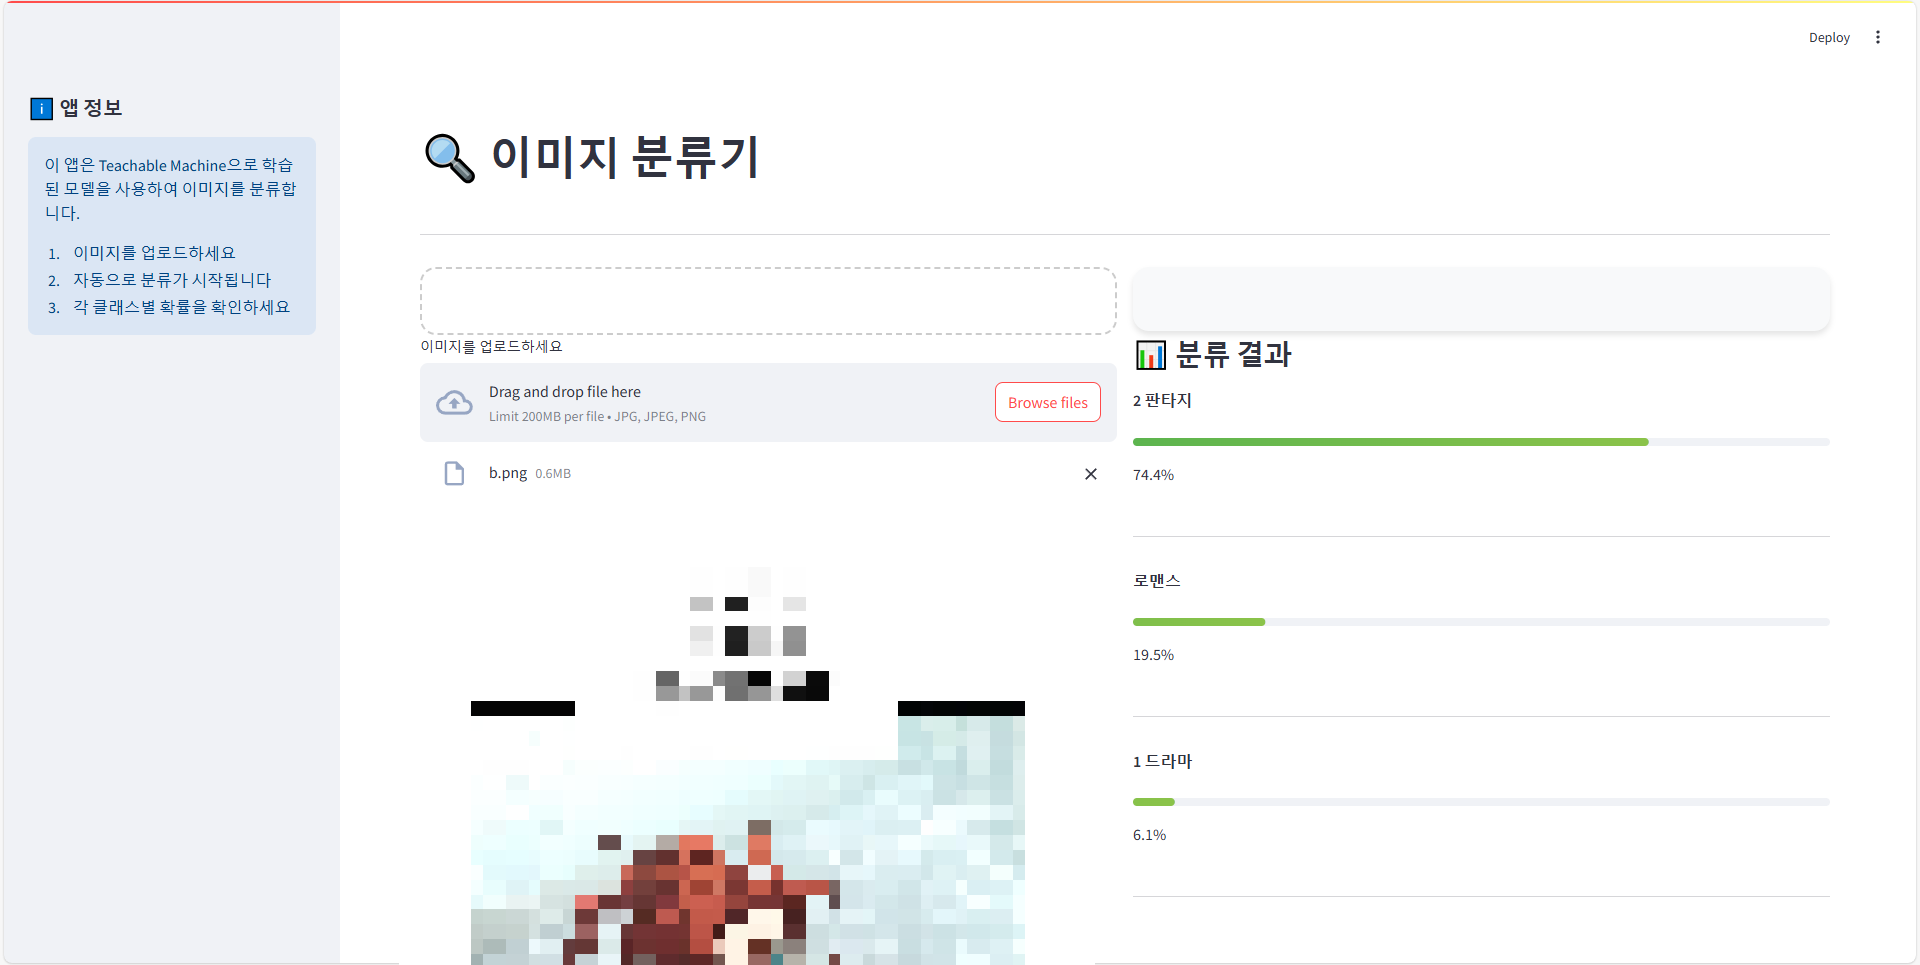 Deploy
앱 정보
이 앱은 Teachable Machine으로 학습
된 모델을 사용하여 이미지를 분류합
니다.
1. 이미지를 업로드하세요
2. 자동으로 분류가 시작됩니다
3. 각 클래스별 확률을 확인하세요
이미지 분류기
이미지를 업로드하세요
Drag and drop file here
Limit 200MB per file • JPG, JPEG, PNG
Browse files
b.png 0.6MB
분류 결과
2 판타지
74.4%
로맨스
19.5%
1 드라마
6.1%